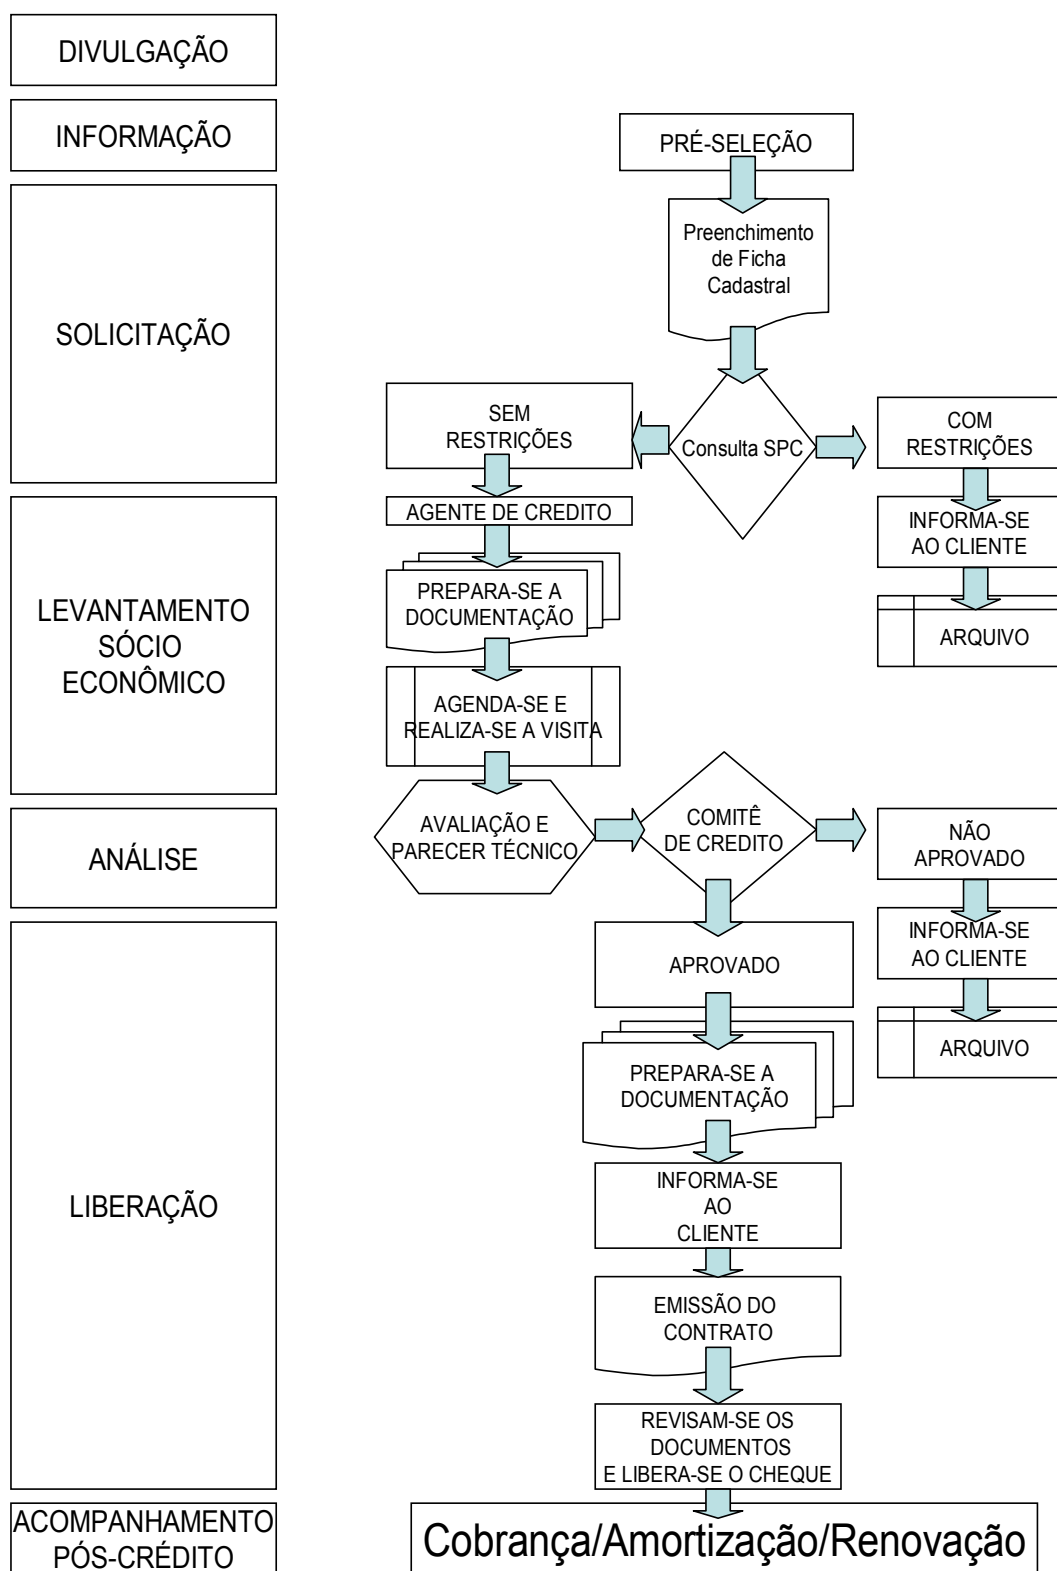 DIVULGAÇÃO
INFORMAÇÃO
PRÉ-SELEÇÃO
SOLICITAÇÃO
Preenchimento
de Ficha
Cadastral
Consulta SPC
SEM
RESTRIÇÕES
COM
RESTRIÇÕES
INFORMA-SE
AO CLIENTE
ARQUIVO
LEVANTAMENTO
SÓCIO
ECONÔMICO
AGENTE DE CREDITO
PREPARA-SE A
DOCUMENTAÇÃO
AGENDA-SE E
REALIZA-SE A VISITA
ANÁLISE
AVALIAÇÃO E
PARECER TÉCNICO
COMITÊ
DE CREDITO
NÃO
APROVADO
INFORMA-SE
AO CLIENTE
ARQUIVO
LIBERAÇÃO
APROVADO
PREPARA-SE A
DOCUMENTAÇÃO
INFORMA-SE
AO
CLIENTE
EMISSÃO DO
CONTRATO
REVISAM-SE OS
DOCUMENTOS
E LIBERA-SE O CHEQUE
ACOMPANHAMENTO
PÓS-CRÉDITO
Cobrança/Amortização/Renovação